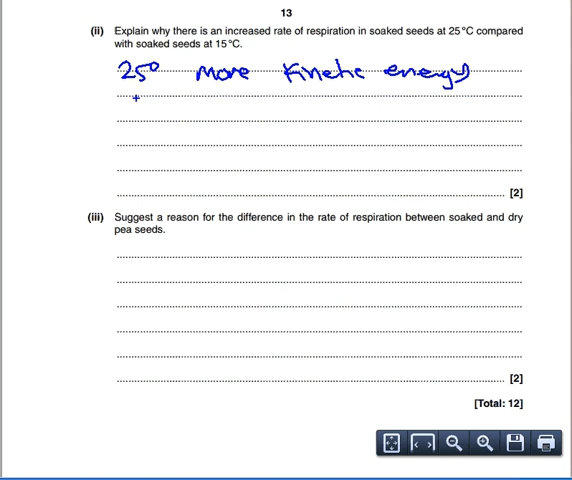 13
(ii) Explain why there is an increased rate of respiration in soaked seeds at 25 °C compared
with soaked seeds at 15 °C.
25° more kinetic energy
[2]
(iii) Suggest a reason for the difference in the rate of respiration between soaked and dry
pea seeds.
[2]
[Total: 12]